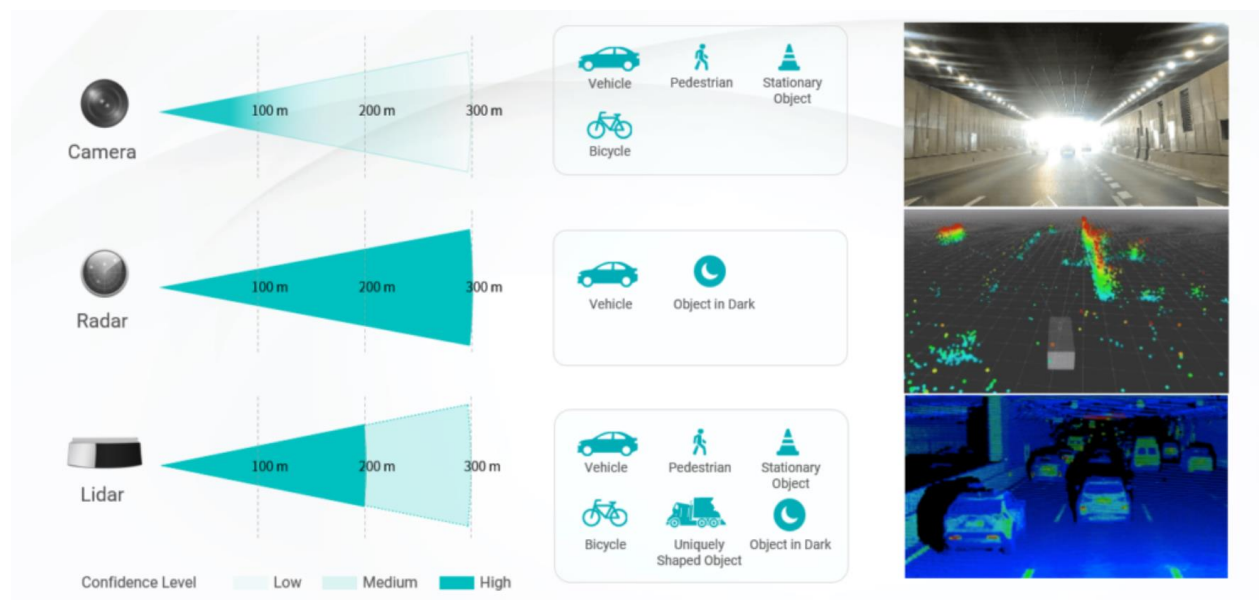 Camera
100 m
200 m
300 m
Vehicle
Pedestrian
Stationary
Object
Bicycle
Radar
100 m
200 m
300 m
Vehicle
Object in Dark
Lidar
100 m
200 m
300 m
Vehicle
Pedestrian
Stationary
Object
Bicycle
Uniquely
Shaped Object
Object in Dark
Confidence Level
Low
Medium
High